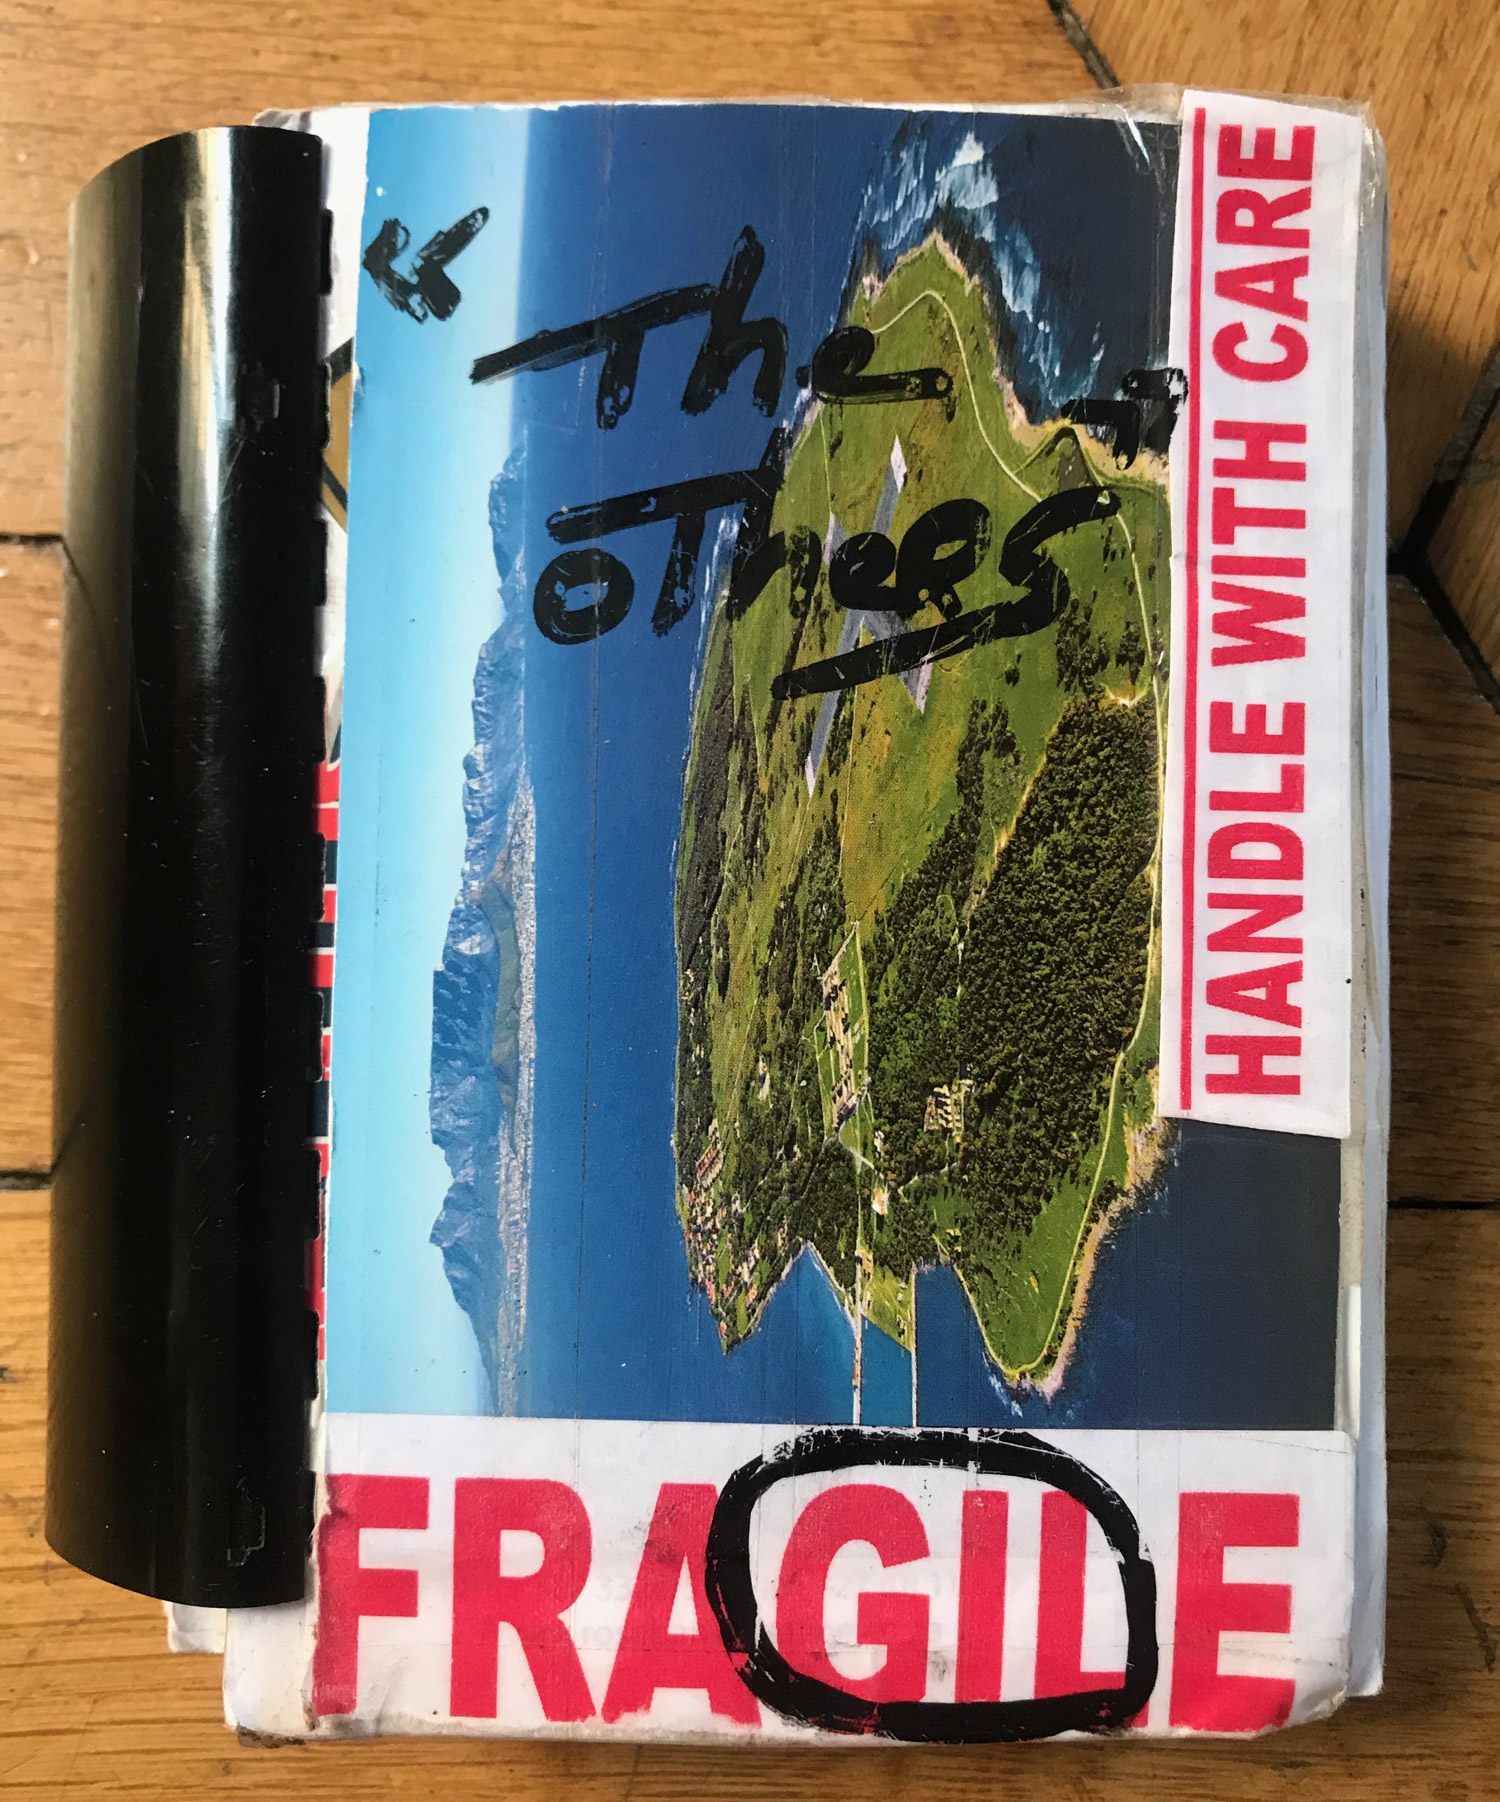 “The
oTheRs”
HANDLE WITH CARE
FRAGILE